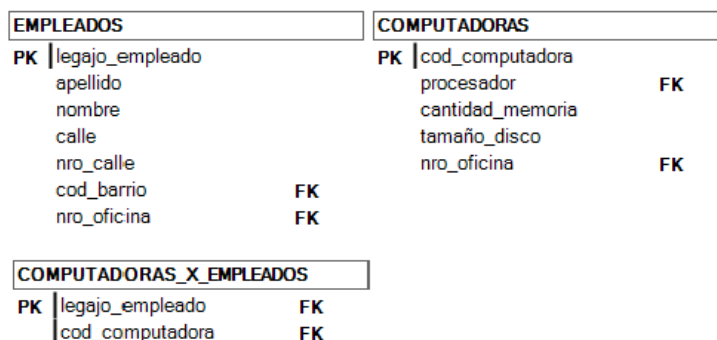 EMPLEADOS
PK legajo_empleado
apellido
nombre
calle
nro_calle
cod_barrio FK
nro_oficina FK
COMPUTADORAS
PK cod_computadora
procesador FK
cantidad_memoria
tamaño_disco
nro_oficina FK
COMPUTADORAS_X_EMPLEADOS
PK legajo_empleado FK
cod_computadora FK